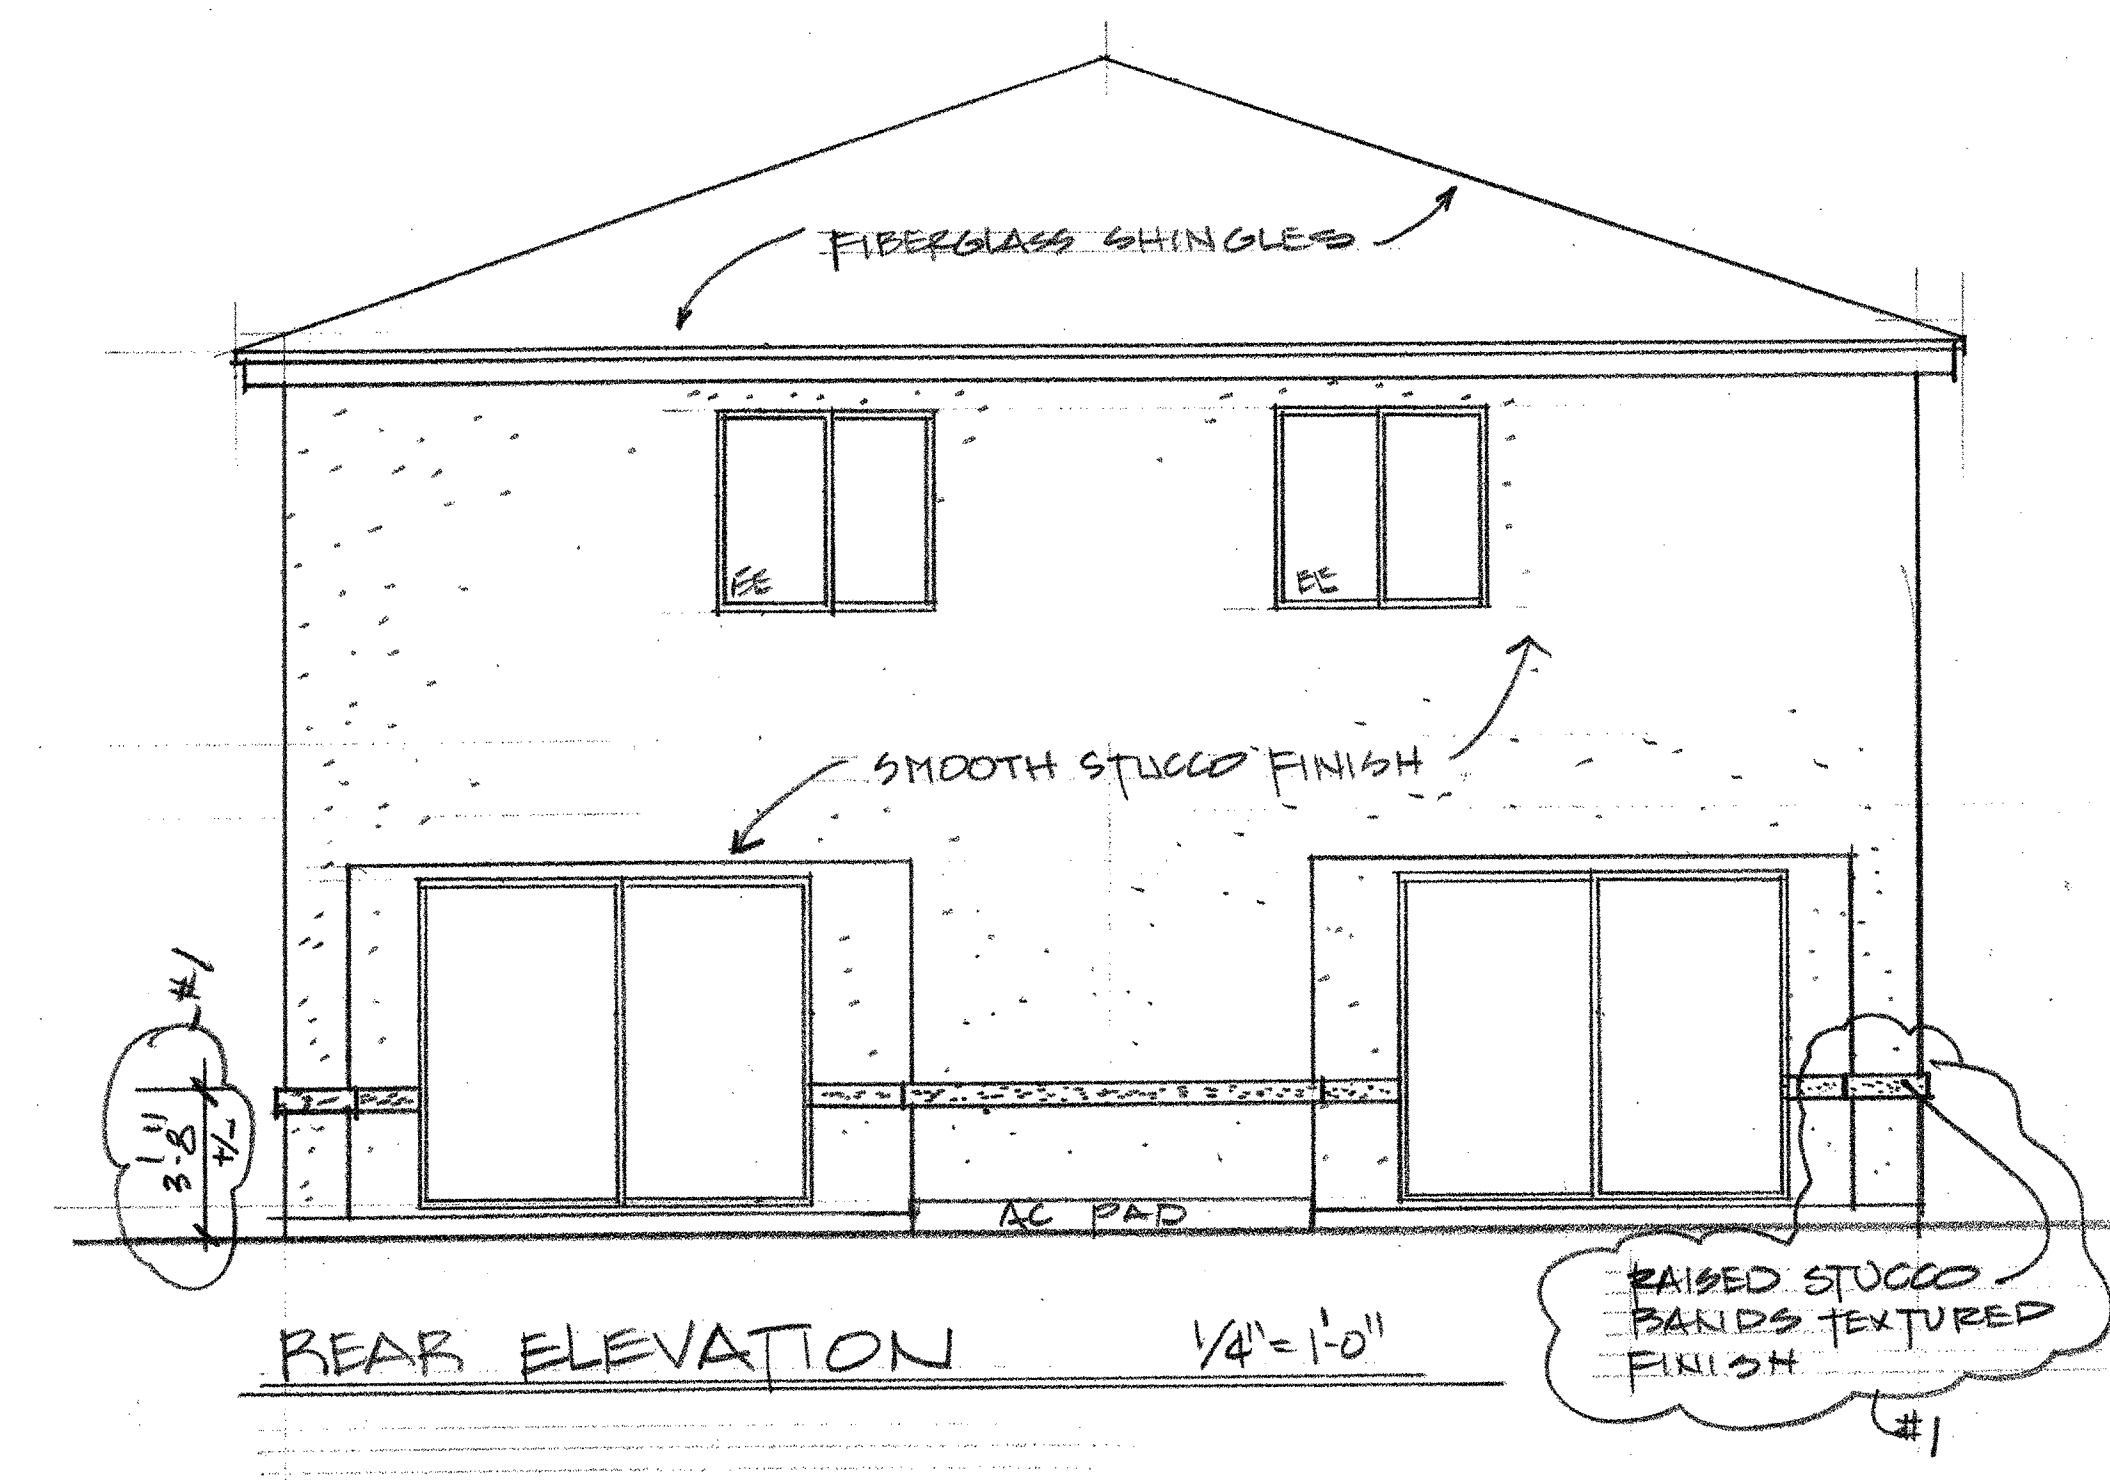 FIBERGLASS SHINGLES
EE
EE
SMOOTH STUCCO FINISH
#1
3'-8"
+/-
AC PAD
RAISED STUCCO
BANDS TEXTURED
FINISH
#1
REAR ELEVATION 1/4" = 1'-0"